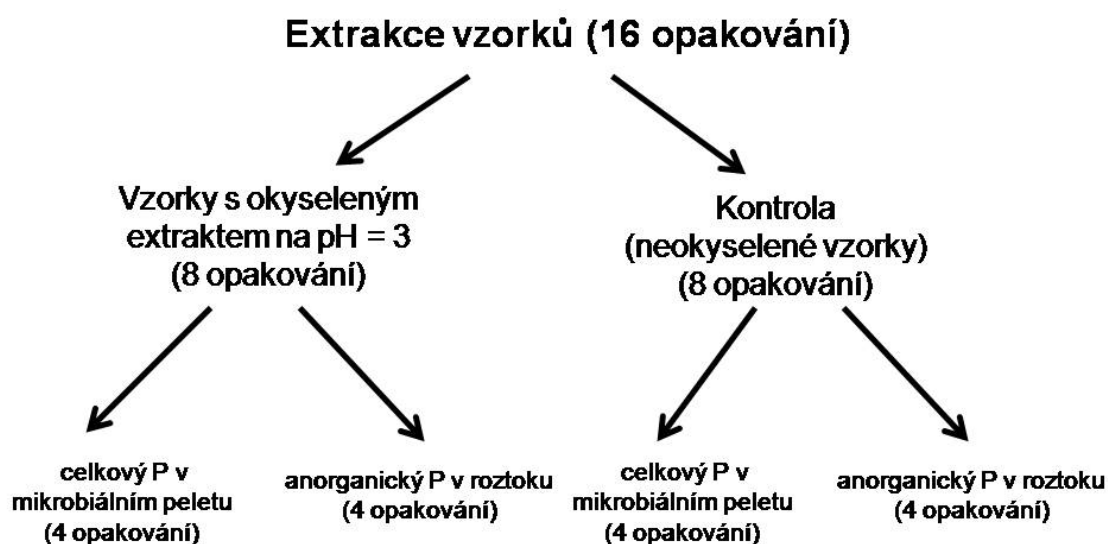 Extrakce vzorků (16 opakování)
Vzorky s okyseleným
extraktem na pH = 3
(8 opakování)
Kontrola
(neokyselené vzorky)
(8 opakování)
celkový P v
mikrobiálním peletu
(4 opakování)
anorganický P v roztoku
(4 opakování)
celkový P v
mikrobiálním peletu
(4 opakování)
anorganický P v roztoku
(4 opakování)